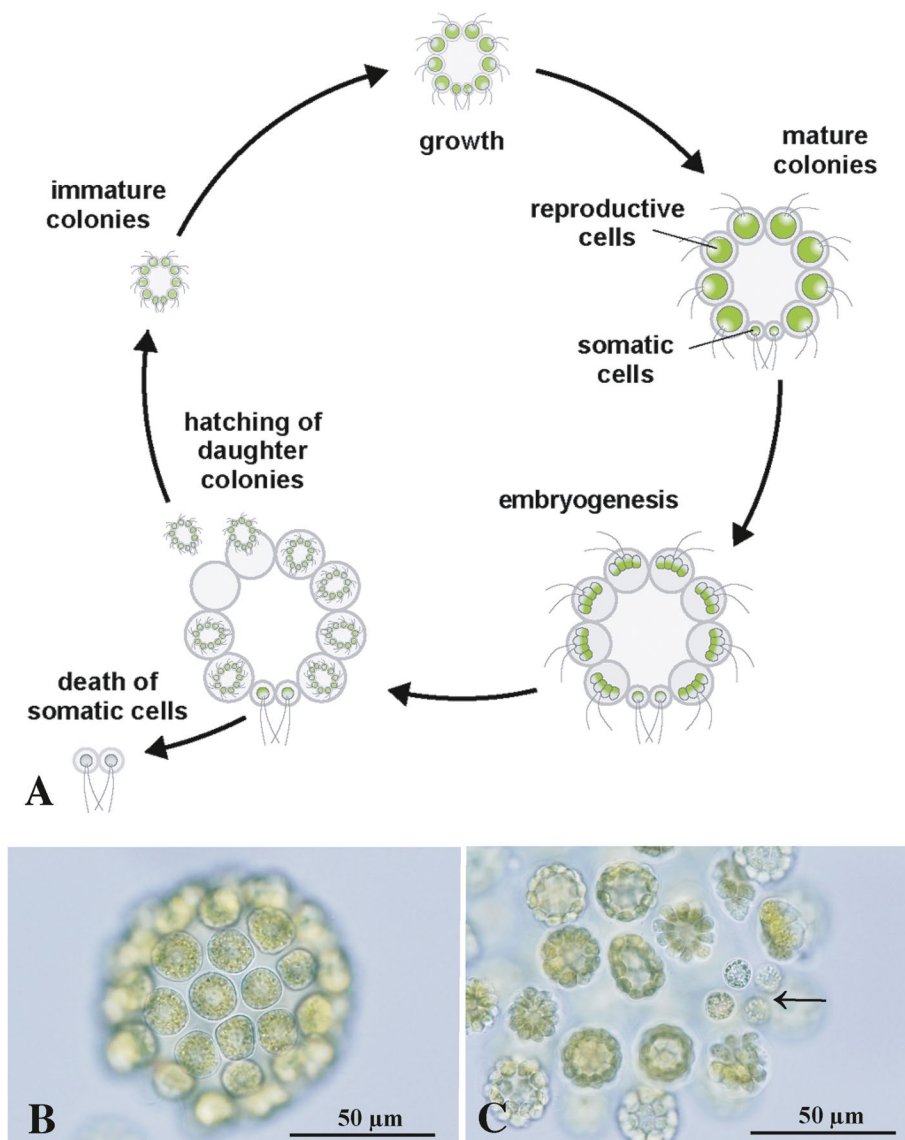 growth
mature
colonies
immature
colonies
reproductive
cells
somatic
cells
hatching of
daughter
colonies
embryogenesis
death of
somatic cells
A
B
50 µm
C
50 µm